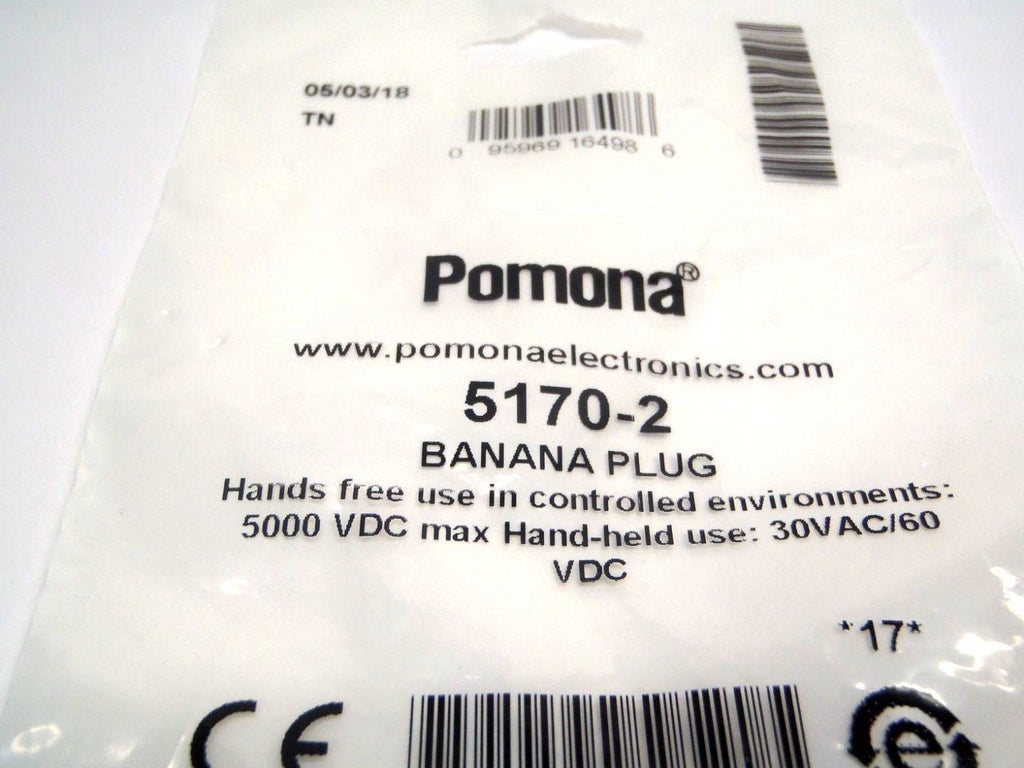 05/03/18
TN
0 95969 16498 6
Pomona®
www.pomonaelectronics.com
5170-2
BANANA PLUG
Hands free use in controlled environments:
5000 VDC max Hand-held use: 30VAC/60
VDC
*17*
CE
e